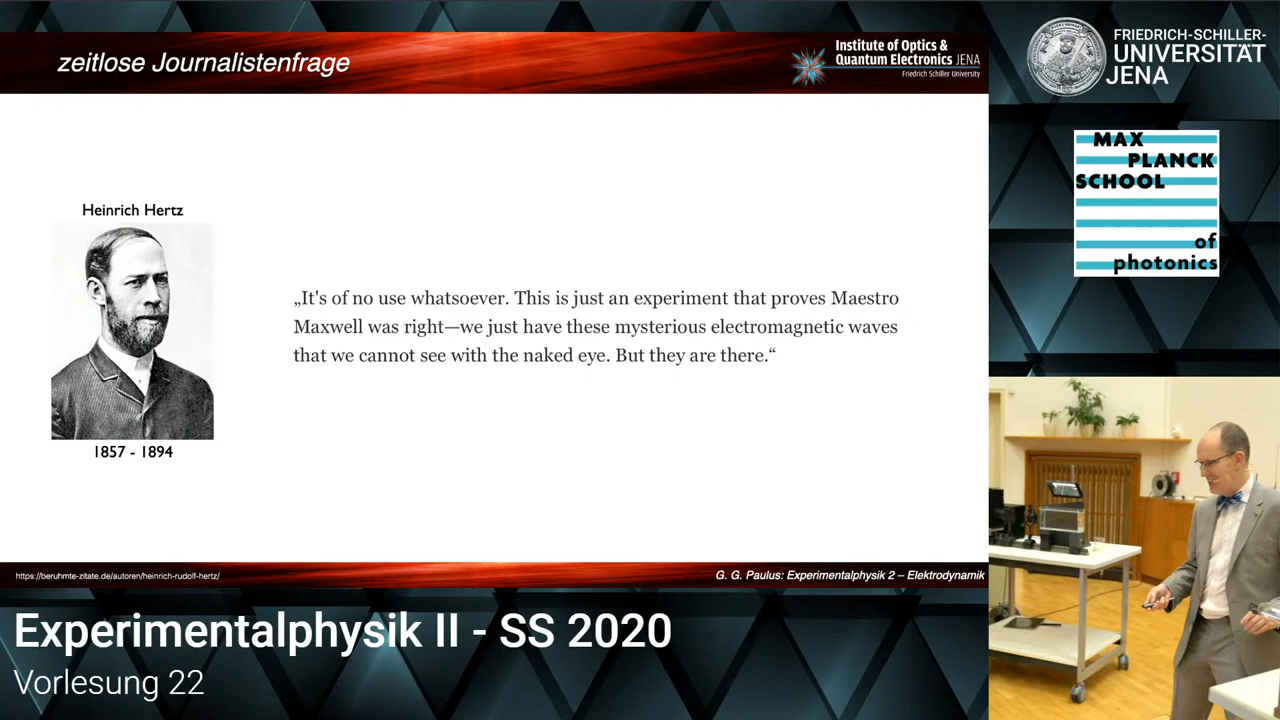 zeitlose Journalistenfrage
Institute of Optics &
Quantum Electronics JENA
Friedrich Schiller University
FRIEDRICH-SCHILLER-
UNIVERSITÄT
JENA
MAX
PLANCK
SCHOOL
of
photonics
Heinrich Hertz
1857 - 1894
„It's of no use whatsoever. This is just an experiment that proves Maestro
Maxwell was right—we just have these mysterious electromagnetic waves
that we cannot see with the naked eye. But they are there.“
https://beruhmte-zitate.de/autoren/heinrich-rudolf-hertz/
G. G. Paulus: Experimentalphysik 2 – Elektrodynamik
Experimentalphysik II - SS 2020
Vorlesung 22